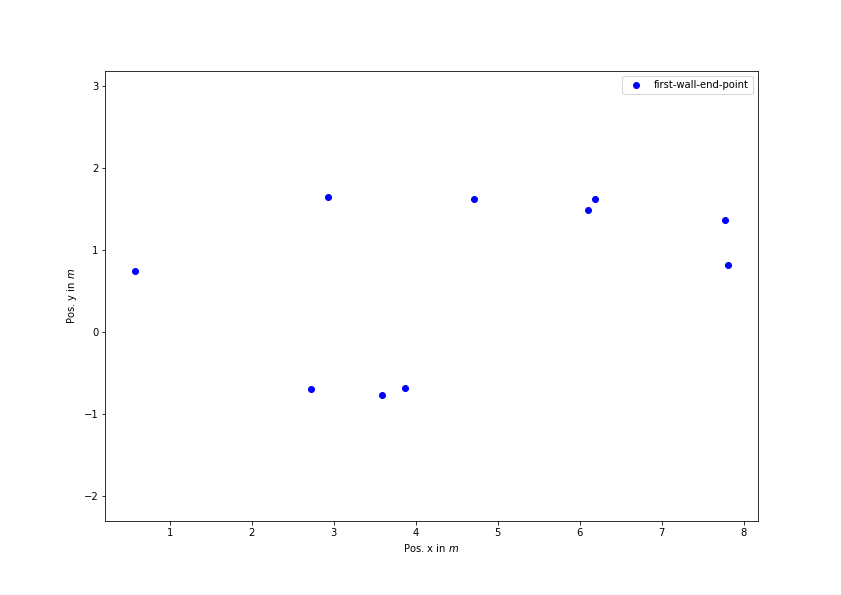 first-wall-end-point
3
2
1
0
−1
−2
Pos. y in m
1 2 3 4 5 6 7 8
Pos. x in m